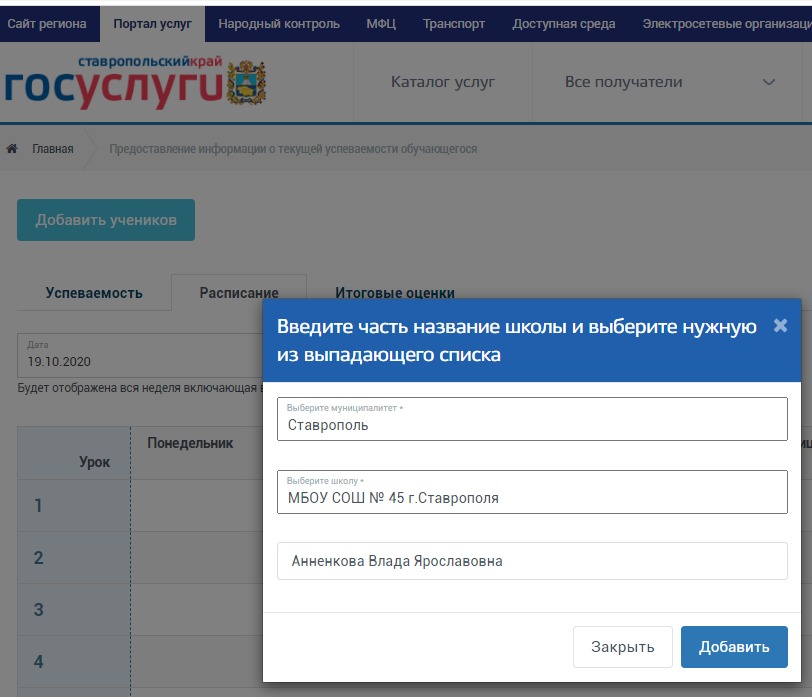 Сайт региона Портал услуг Народный контроль МФЦ Транспорт Доступная среда Электросетевые организаци
ставропольскийкрай
госуслуги
Каталог услуг Все получатели
Главная Предоставление информации о текущей успеваемости обучающегося
Добавить учеников
Успеваемость Расписание Итоговые оценки
Введите часть название школы и выберите нужную
из выпадающего списка
Дата
19.10.2020
Будет отображена вся неделя включающая
Выберите муниципалитет *
Ставрополь
Понедельник
Урок
Выберите школу *
МБОУ СОШ № 45 г.Ставрополя
1
2
Анненкова Влада Ярославовна
3
4
Закрыть Добавить